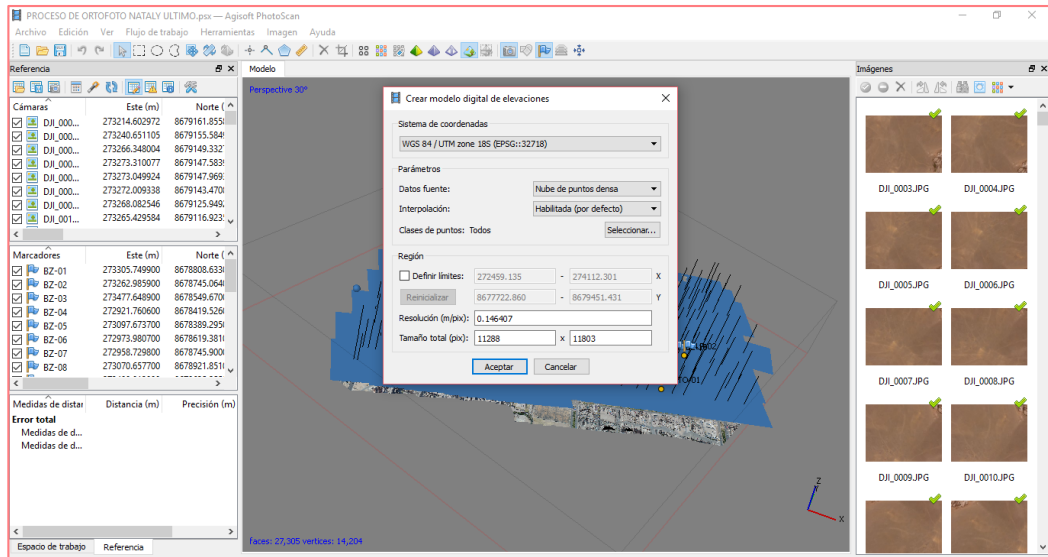 PROCESO DE ORTOFOTO NATALY ULTIMO.psx — Agisoft PhotoScan
Archivo Edición Ver Flujo de trabajo Herramientas Imagen Ayuda
Referencia
Cámaras Este (m) Norte (
DJI_000... 273214.602972 8679161.855
DJI_000... 273240.651105 8679155.584
DJI_000... 273266.348004 8679149.332
DJI_000... 273273.310077 8679147.583
DJI_000... 273273.049924 8679147.969
DJI_000... 273272.009338 8679143.470
DJI_000... 273268.082546 8679125.949
DJI_001... 273265.429584 8679116.923
Marcadores Este (m) Norte (
BZ-01 273305.749900 8678808.633
BZ-02 273262.985900 8678745.064
BZ-03 273477.648900 8678549.670
BZ-04 272921.760600 8678419.526
BZ-05 273097.673700 8678389.295
BZ-06 272973.980700 8678619.381
BZ-07 272958.729800 8678745.900
BZ-08 273070.657700 8678921.851
Medidas de distar Distancia (m) Precisión (m)
Error total
Medidas de d...
Medidas de d...
Espacio de trabajo Referencia
Modelo
Perspective 30°
Crear modelo digital de elevaciones
Sistema de coordenadas
WGS 84 / UTM zone 18S (EPSG::32718)
Parámetros
Datos fuente: Nube de puntos densa
Interpolación: Habilitada (por defecto)
Clases de puntos: Todos Seleccionar...
Región
Definir límites: 272459.135 - 274112.301 X
Reinicializar 8677722.860 - 8679451.431 Y
Resolución (m/pix): 0.146407
Tamaño total (pix): 11288 x 11803
Aceptar Cancelar
Z
Y
X
faces: 27,305 vertices: 14,204
Imágenes
DJI_0003.JPG DJI_0004.JPG
DJI_0005.JPG DJI_0006.JPG
DJI_0007.JPG DJI_0008.JPG
DJI_0009.JPG DJI_0010.JPG